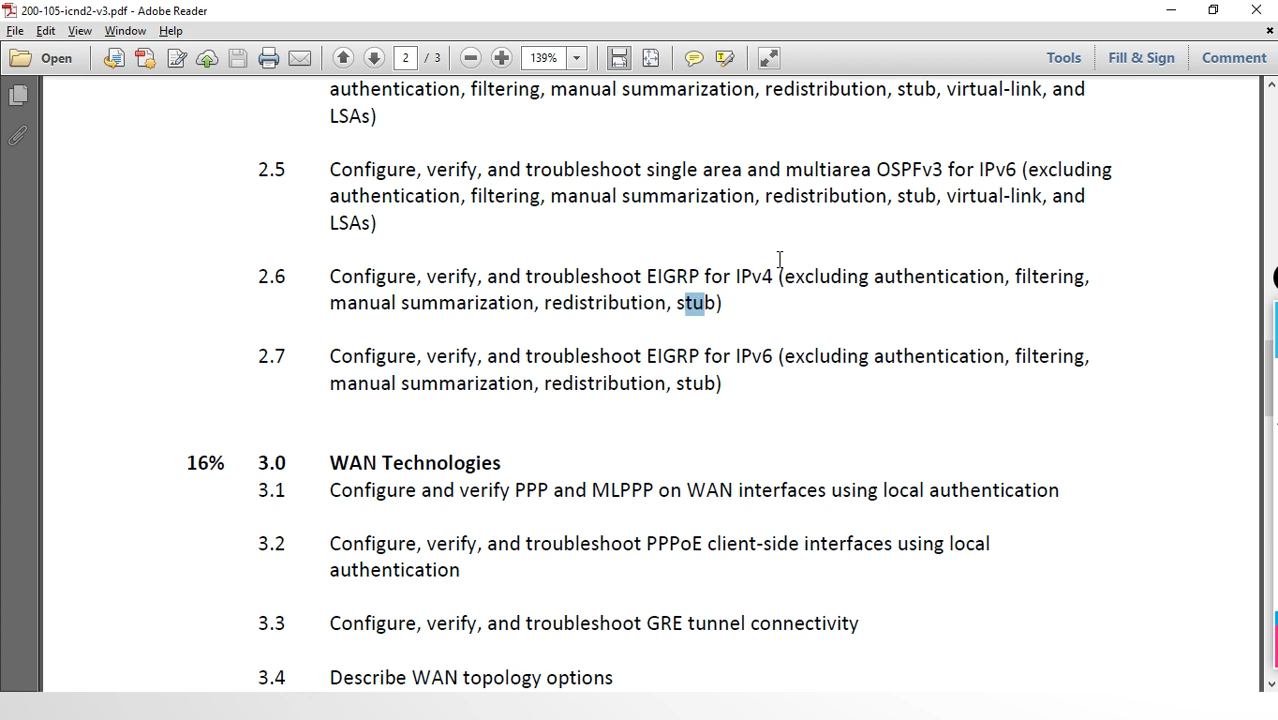 200-105-icnd2-v3.pdf - Adobe Reader
File Edit View Window Help
Open 2 / 3 139% Tools Fill & Sign Comment
authentication, filtering, manual summarization, redistribution, stub, virtual-link, and
LSAs)
2.5 Configure, verify, and troubleshoot single area and multiarea OSPFv3 for IPv6 (excluding
authentication, filtering, manual summarization, redistribution, stub, virtual-link, and
LSAs)
2.6 Configure, verify, and troubleshoot EIGRP for IPv4 (excluding authentication, filtering,
manual summarization, redistribution, stub)
2.7 Configure, verify, and troubleshoot EIGRP for IPv6 (excluding authentication, filtering,
manual summarization, redistribution, stub)
16% 3.0 WAN Technologies
3.1 Configure and verify PPP and MLPPP on WAN interfaces using local authentication
3.2 Configure, verify, and troubleshoot PPPoE client-side interfaces using local
authentication
3.3 Configure, verify, and troubleshoot GRE tunnel connectivity
3.4 Describe WAN topology options